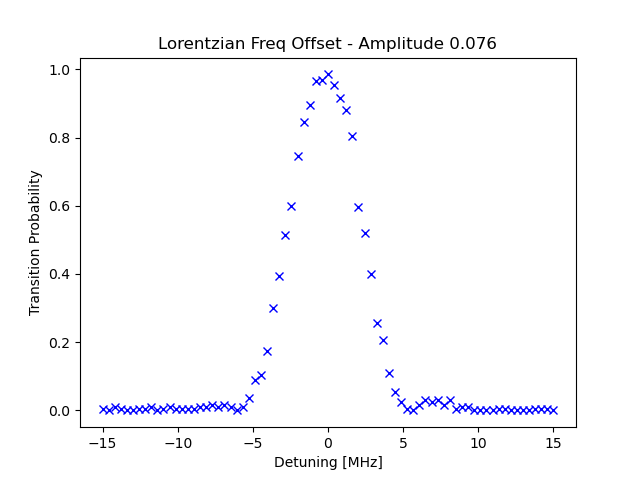 Lorentzian Freq Offset - Amplitude 0.076
1.0
0.8
0.6
0.4
0.2
0.0
Transition Probability
−15 −10 −5 0 5 10 15
Detuning [MHz]